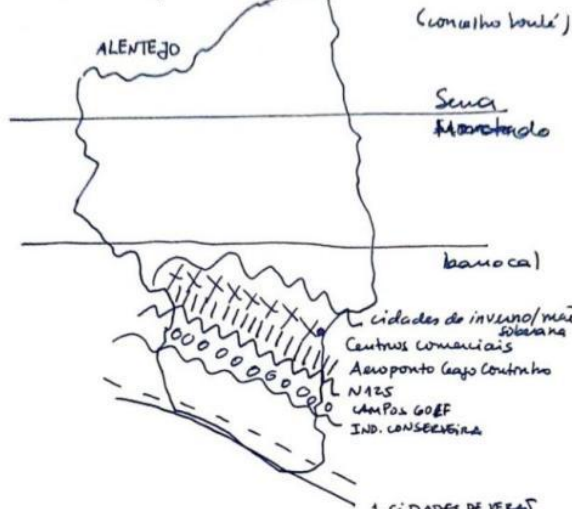 (concelho Loulé)
ALENTEJO
Serra
barrocal
cidades de inverno/mãe
soberana
Centros comerciais
Aeroporto Gago Coutinho
N125
CAMPOS GOLF
IND. CONSERVEIRA
CIDADES DE VERÃO